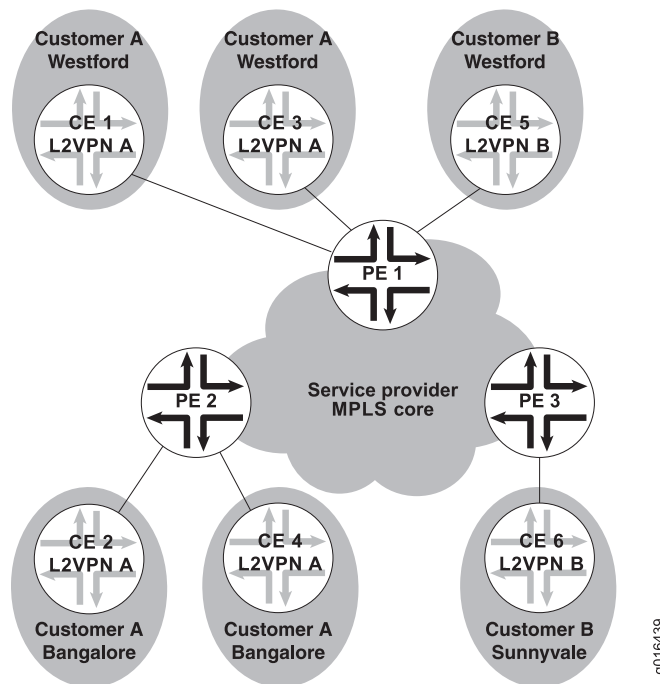 Customer A
Westford
CE 1
L2VPN A
Customer A
Westford
CE 3
L2VPN A
Customer B
Westford
CE 5
L2VPN B
PE 1
PE 2
Service provider
MPLS core
PE 3
CE 2
L2VPN A
Customer A
Bangalore
CE 4
L2VPN A
Customer A
Bangalore
CE 6
L2VPN B
Customer B
Sunnyvale
g016439